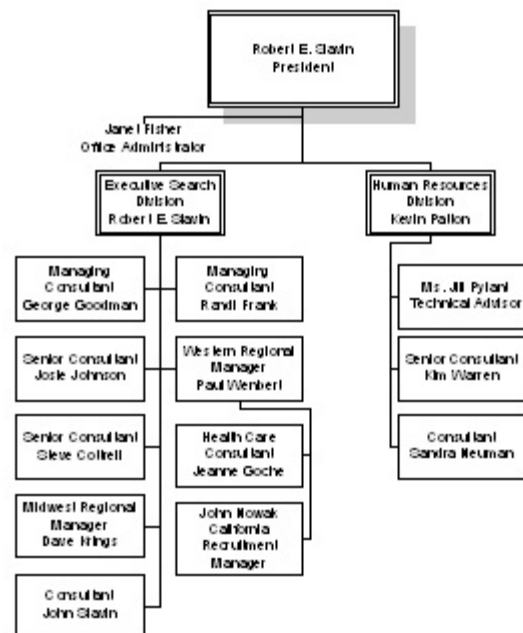 Robert E. Slavin
President
Janet Fisher
Office Administrator
Executive Search
Division
Robert E. Slavin
Human Resources
Division
Kevin Patton
Managing
Consultant
George Goodman
Managing
Consultant
Randi Frank
Ms. Jill Pylant
Technical Advisor
Senior Consultant
Josie Johnson
Western Regional
Manager
Paul Wenbert
Senior Consultant
Kim Warren
Senior Consultant
Steve Cottrell
Health Care
Consultant
Jeanne Goche
Consultant
Sandra Neuman
Midwest Regional
Manager
Dave Krings
John Nowak
California
Recruitment
Manager
Consultant
John Slavin